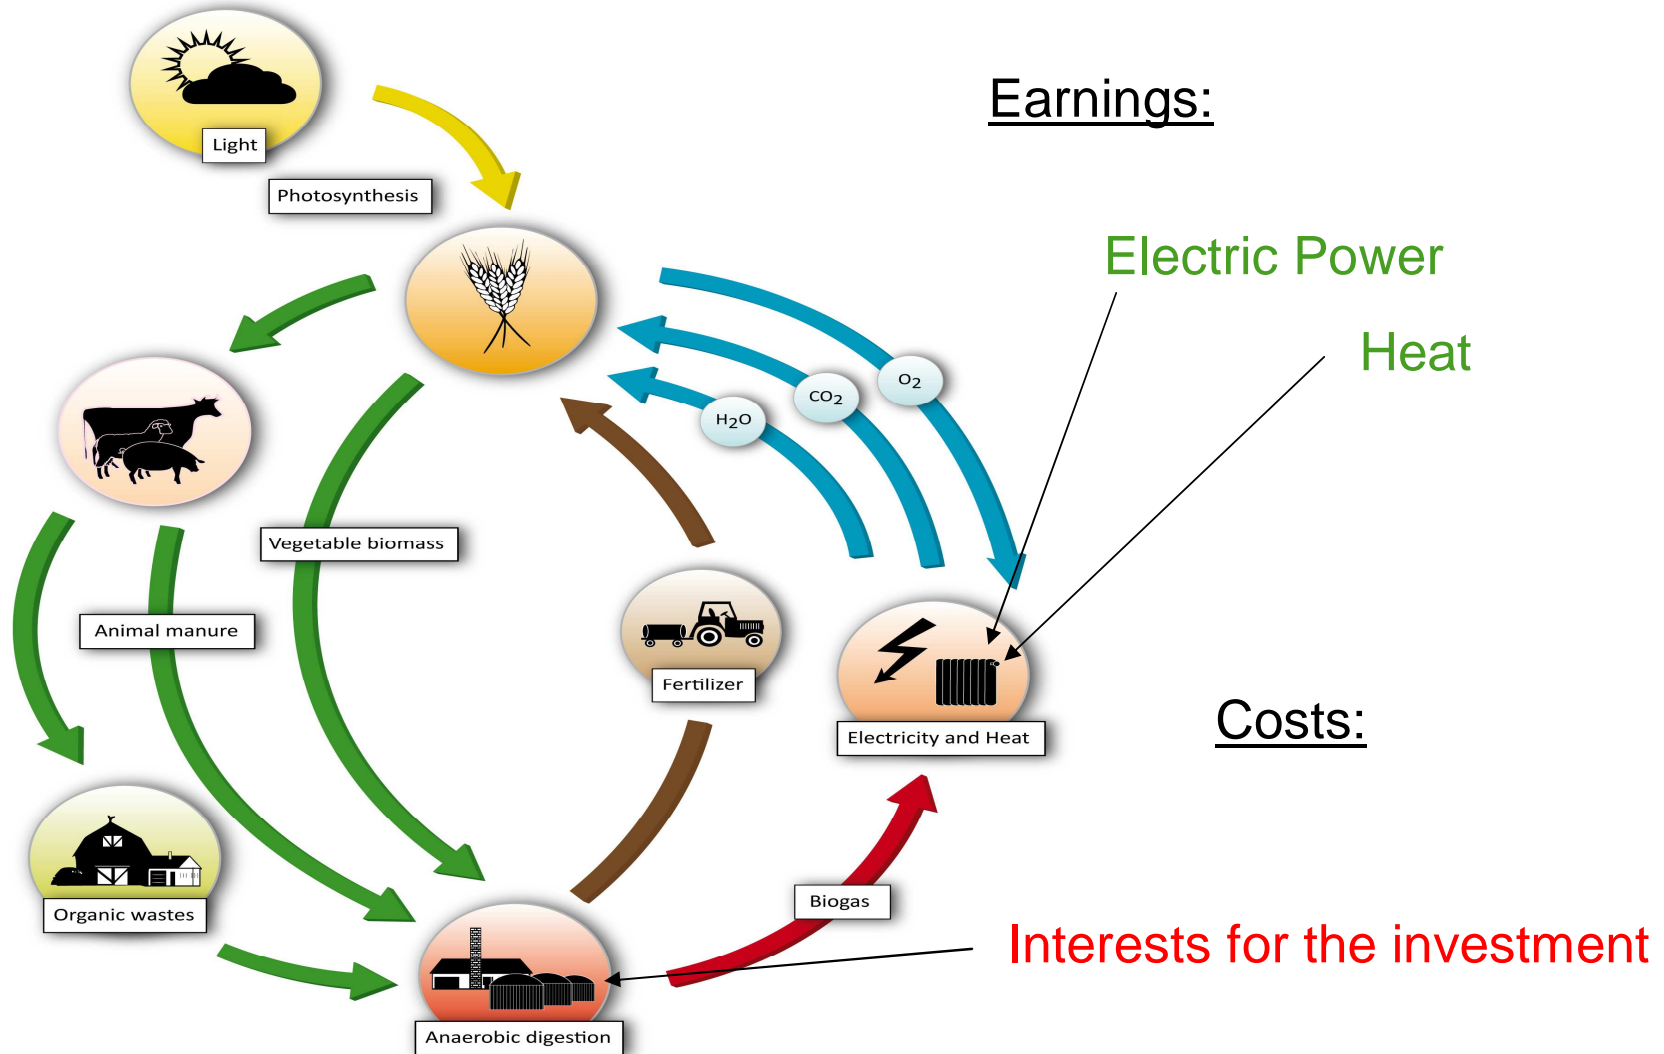 Earnings:
Light
Photosynthesis
Electric Power
Heat
O2
CO2
H2O
Vegetable biomass
Animal manure
Fertilizer
Electricity and Heat
Costs:
Organic wastes
Biogas
Interests for the investment
Anaerobic digestion